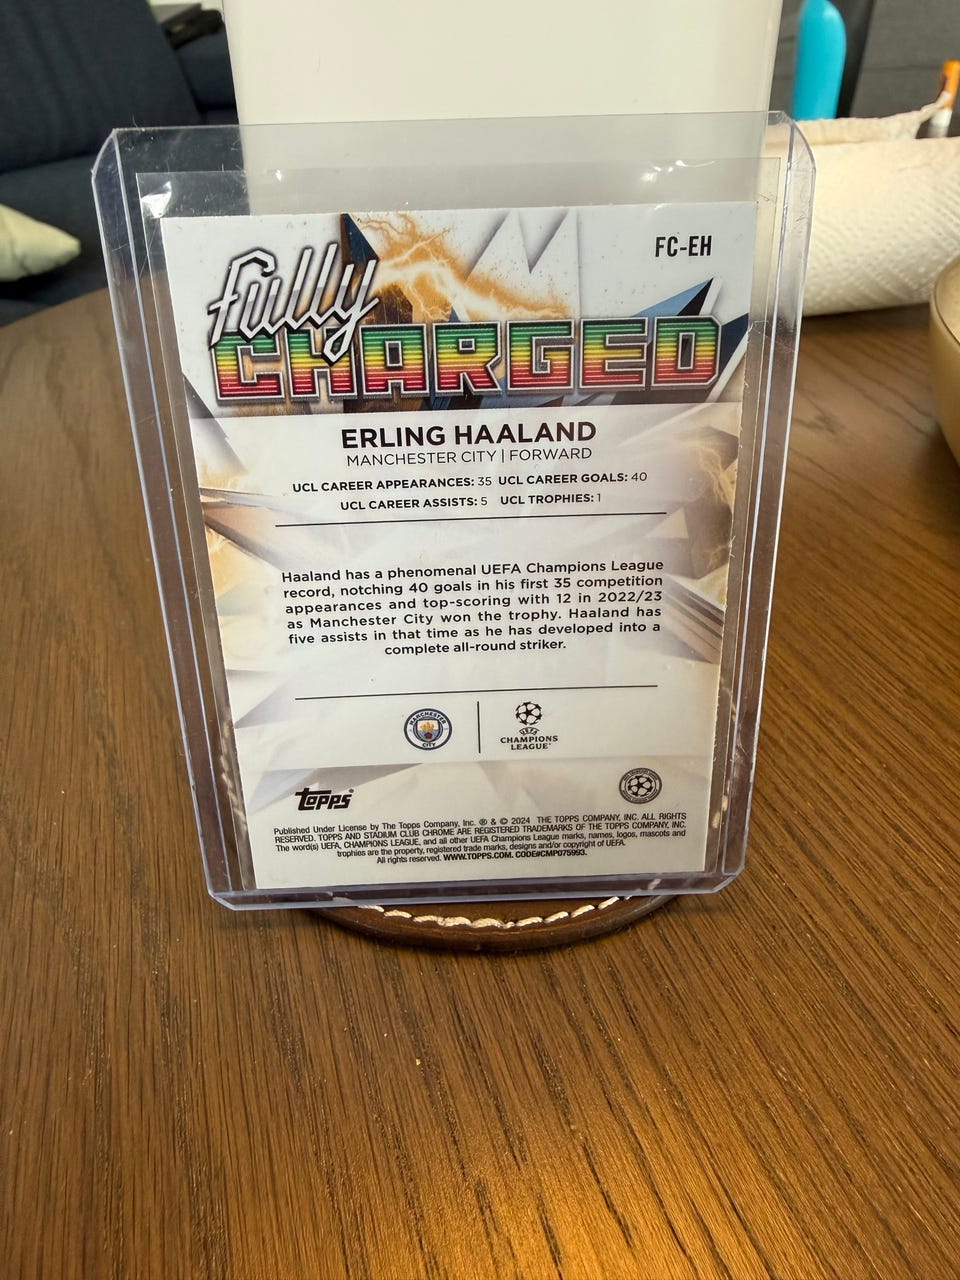 FC-EH
fully
CHARGED
ERLING HAALAND
MANCHESTER CITY | FORWARD
UCL CAREER APPEARANCES: 35 UCL CAREER GOALS: 40
UCL CAREER ASSISTS: 5 UCL TROPHIES: 1
Haaland has a phenomenal UEFA Champions League
record, notching 40 goals in his first 35 competition
appearances and top-scoring with 12 in 2022/23
as Manchester City won the trophy. Haaland has
five assists in that time as he has developed into a
complete all-round striker.
MANCHESTER
CITY
UEFA
CHAMPIONS
LEAGUE®
Topps®
Published Under License by The Topps Company, Inc. ® & © 2024 THE TOPPS COMPANY, INC. ALL RIGHTS
RESERVED. TOPPS AND STADIUM CLUB CHROME ARE REGISTERED TRADEMARKS OF THE TOPPS COMPANY, INC.
The word(s) UEFA, CHAMPIONS LEAGUE, and all other UEFA Champions League marks, names, logos, mascots and
trophies are the property, registered trade marks, designs and/or copyright of UEFA.
All rights reserved. WWW.TOPPS.COM. CODE#CMP075993.